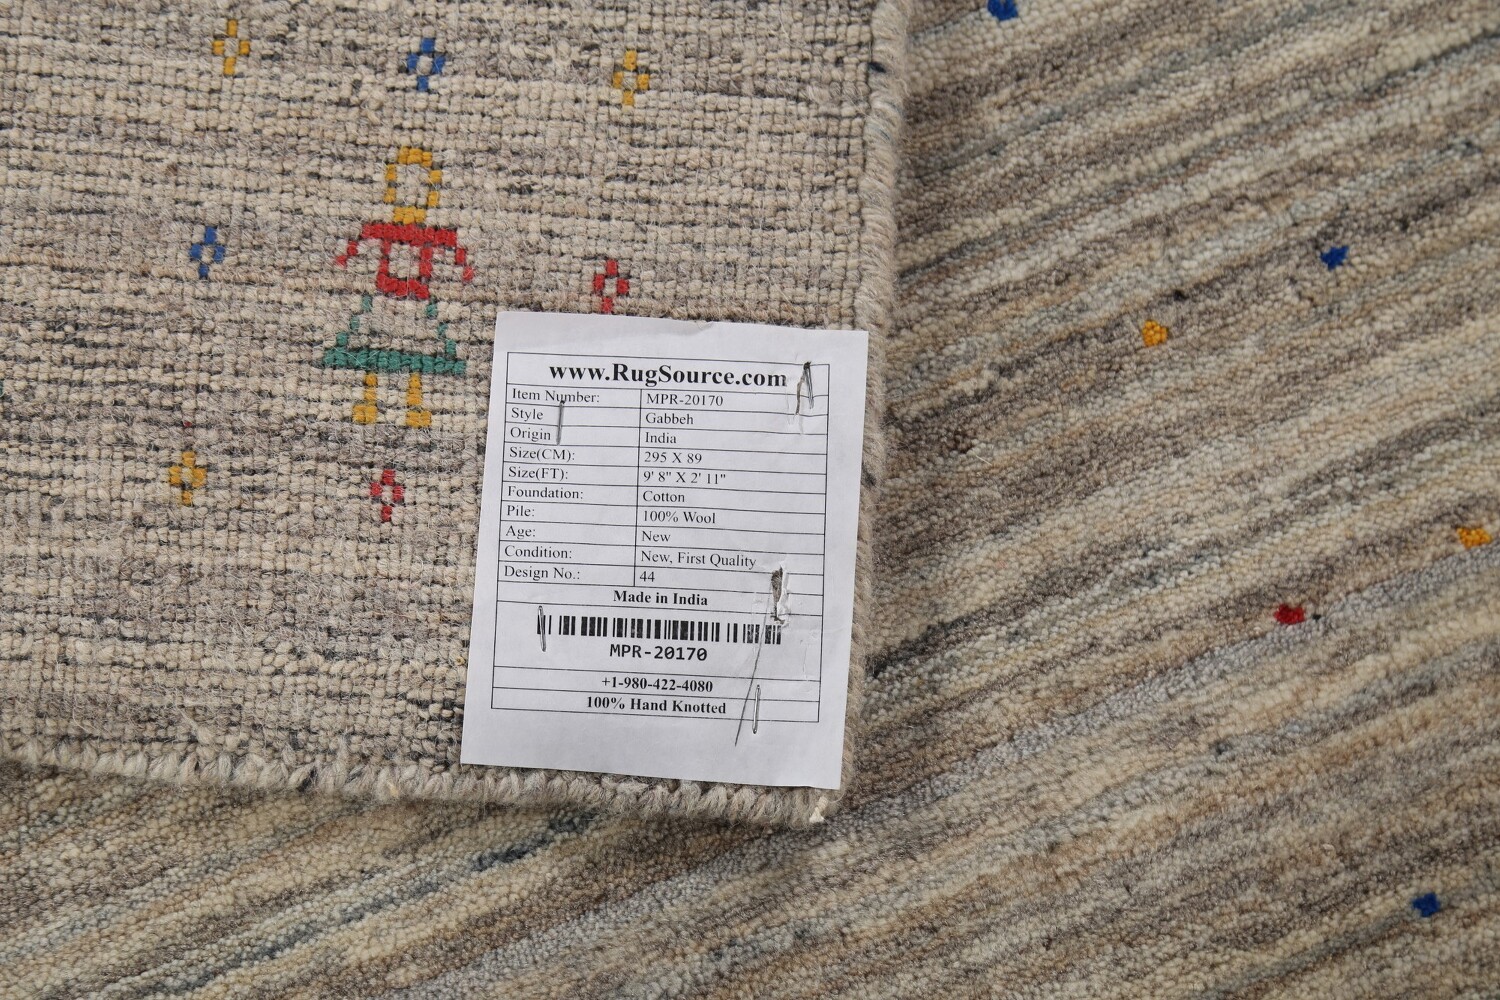 www.RugSource.com
Item Number: MPR-20170
Style Gabbeh
Origin India
Size(CM): 295 X 89
Size(FT): 9' 8" X 2' 11"
Foundation: Cotton
Pile: 100% Wool
Age: New
Condition: New, First Quality
Design No.: 44
Made in India
MPR-20170
+1-980-422-4080
100% Hand Knotted